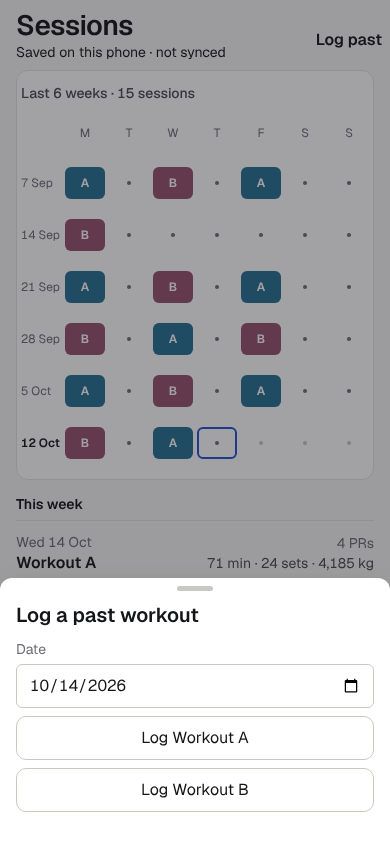 Sessions
Log past
Saved on this phone · not synced
Last 6 weeks · 15 sessions
M T W T F S S
7 Sep A B A
14 Sep B
21 Sep A B A
28 Sep B A B
5 Oct A B A
12 Oct B A
This week
Wed 14 Oct 4 PRs
Workout A 71 min · 24 sets · 4,185 kg
Log a past workout
Date
10/14/2026
Log Workout A
Log Workout B